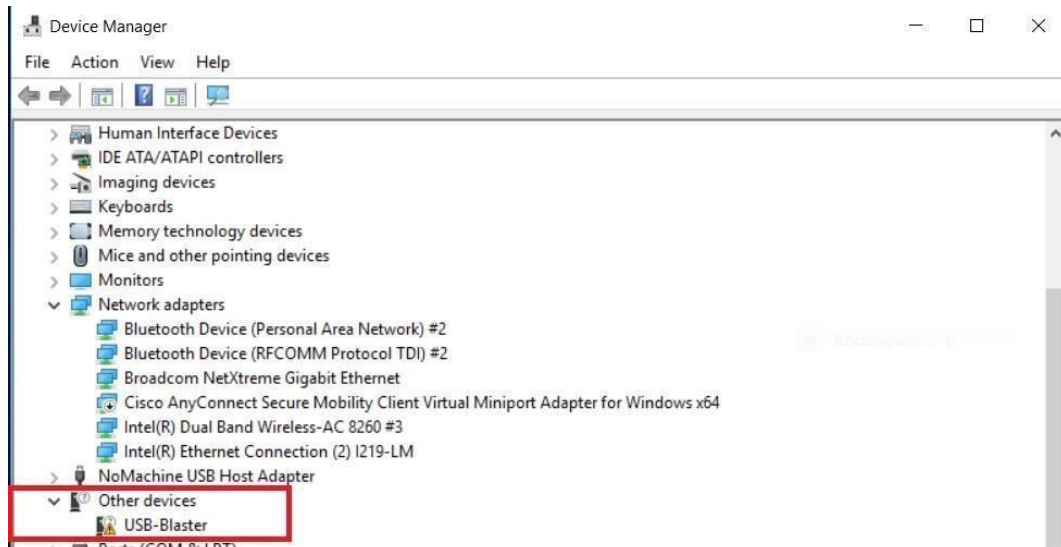 Device Manager
File Action View Help
Human Interface Devices
IDE ATA/ATAPI controllers
Imaging devices
Keyboards
Memory technology devices
Mice and other pointing devices
Monitors
Network adapters
Bluetooth Device (Personal Area Network) #2
Bluetooth Device (RFCOMM Protocol TDI) #2
Broadcom NetXtreme Gigabit Ethernet
Cisco AnyConnect Secure Mobility Client Virtual Miniport Adapter for Windows x64
Intel(R) Dual Band Wireless-AC 8260 #3
Intel(R) Ethernet Connection (2) I219-LM
NoMachine USB Host Adapter
Other devices
USB-Blaster
Ports (COM & LPT)